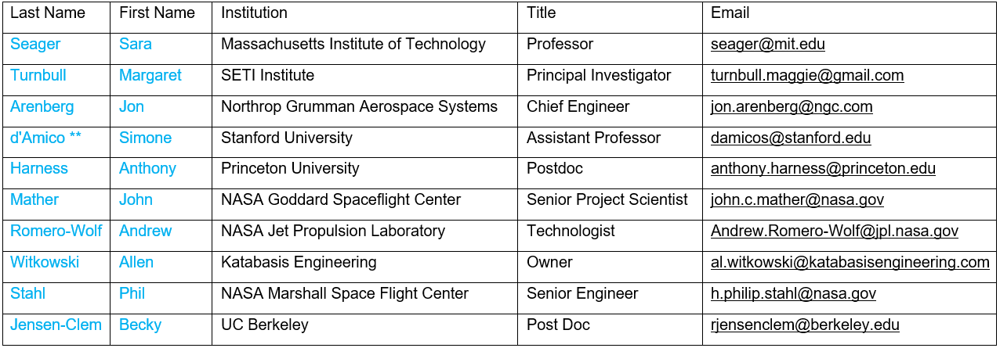 Last Name First Name Institution Title Email
Seager Sara Massachusetts Institute of Technology Professor seager@mit.edu
Turnbull Margaret SETI Institute Principal Investigator turnbull.maggie@gmail.com
Arenberg Jon Northrop Grumman Aerospace Systems Chief Engineer jon.arenberg@ngc.com
d'Amico ** Simone Stanford University Assistant Professor damicos@stanford.edu
Harness Anthony Princeton University Postdoc anthony.harness@princeton.edu
Mather John NASA Goddard Spaceflight Center Senior Project Scientist john.c.mather@nasa.gov
Romero-Wolf Andrew NASA Jet Propulsion Laboratory Technologist Andrew.Romero-Wolf@jpl.nasa.gov
Witkowski Allen Katabasis Engineering Owner al.witkowski@katabasisengineering.com
Stahl Phil NASA Marshall Space Flight Center Senior Engineer h.philip.stahl@nasa.gov
Jensen-Clem Becky UC Berkeley Post Doc rjensenclem@berkeley.edu